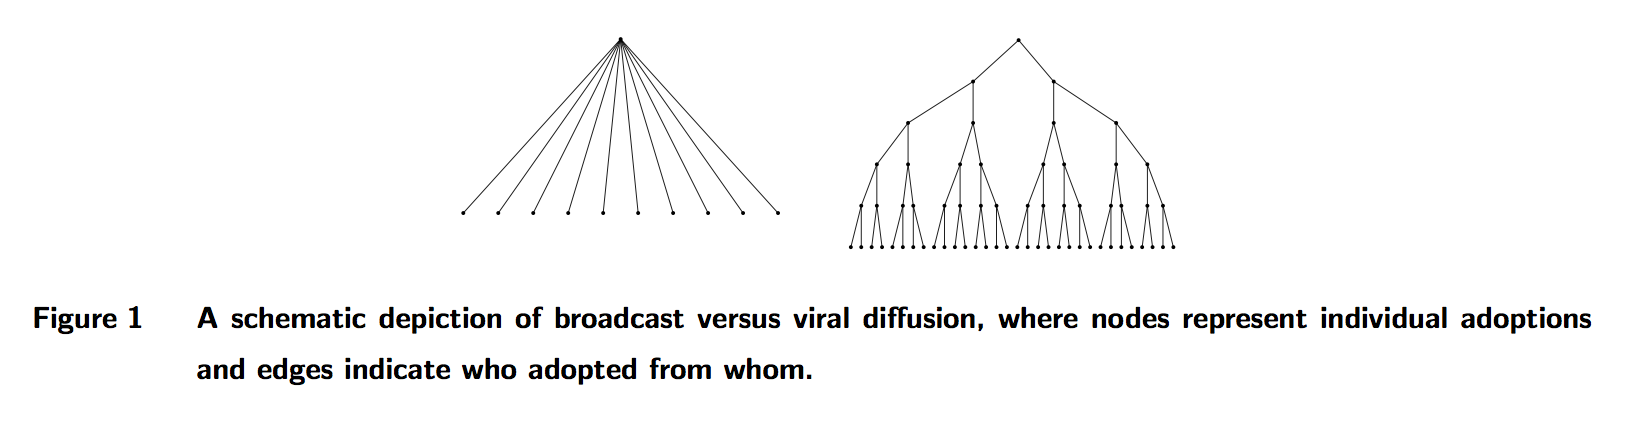 Figure 1 A schematic depiction of broadcast versus viral diffusion, where nodes represent individual adoptions
and edges indicate who adopted from whom.